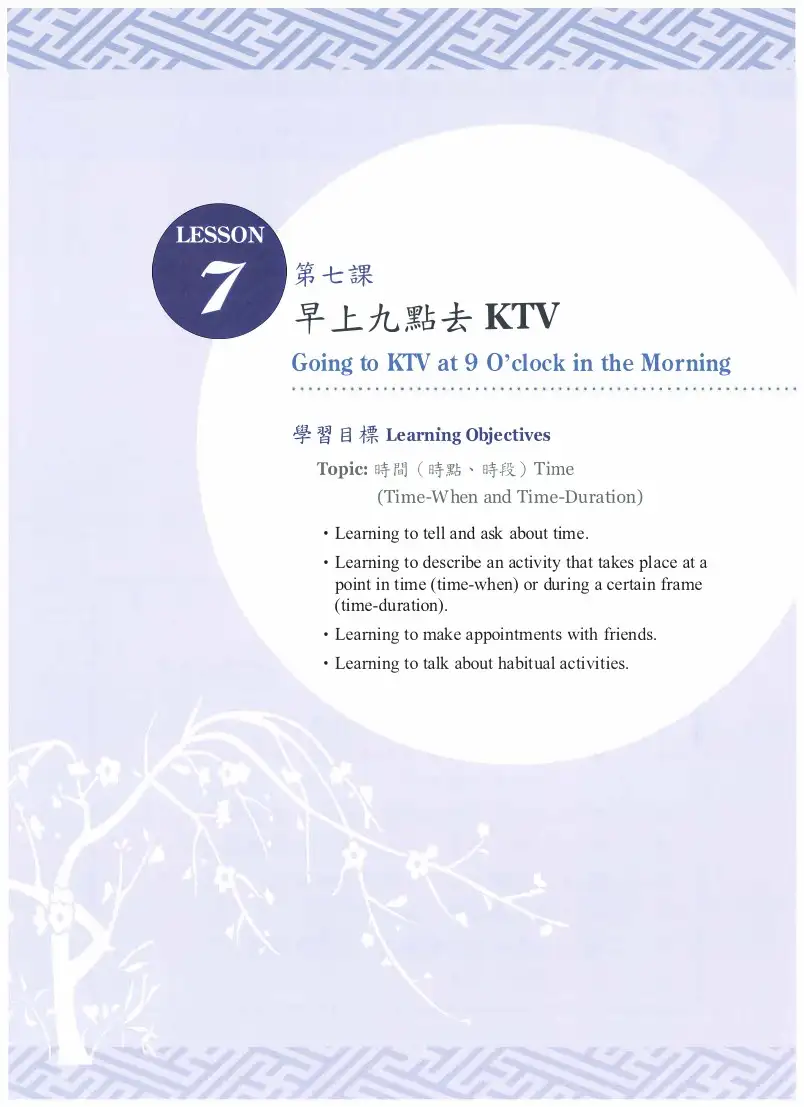 LESSON
7
第七課
早上九點去 KTV
Going to KTV at 9 O’clock in the Morning
學習目標 Learning Objectives
Topic: 時間（時點、時段）Time
(Time-When and Time-Duration)
・Learning to tell and ask about time.
・Learning to describe an activity that takes place at a
point in time (time-when) or during a certain frame
(time-duration).
・Learning to make appointments with friends.
・Learning to talk about habitual activities.